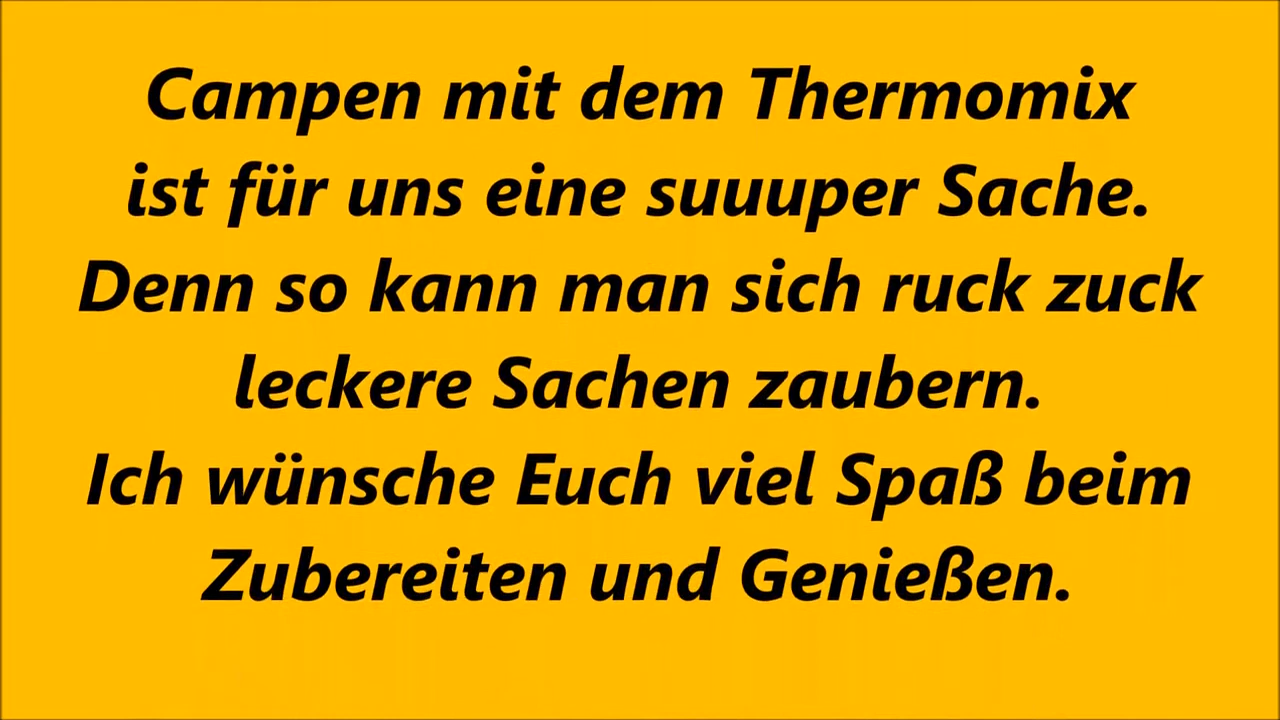 Campen mit dem Thermomix
ist für uns eine suuuper Sache.
Denn so kann man sich ruck zuck
leckere Sachen zaubern.
Ich wünsche Euch viel Spaß beim
Zubereiten und Genießen.